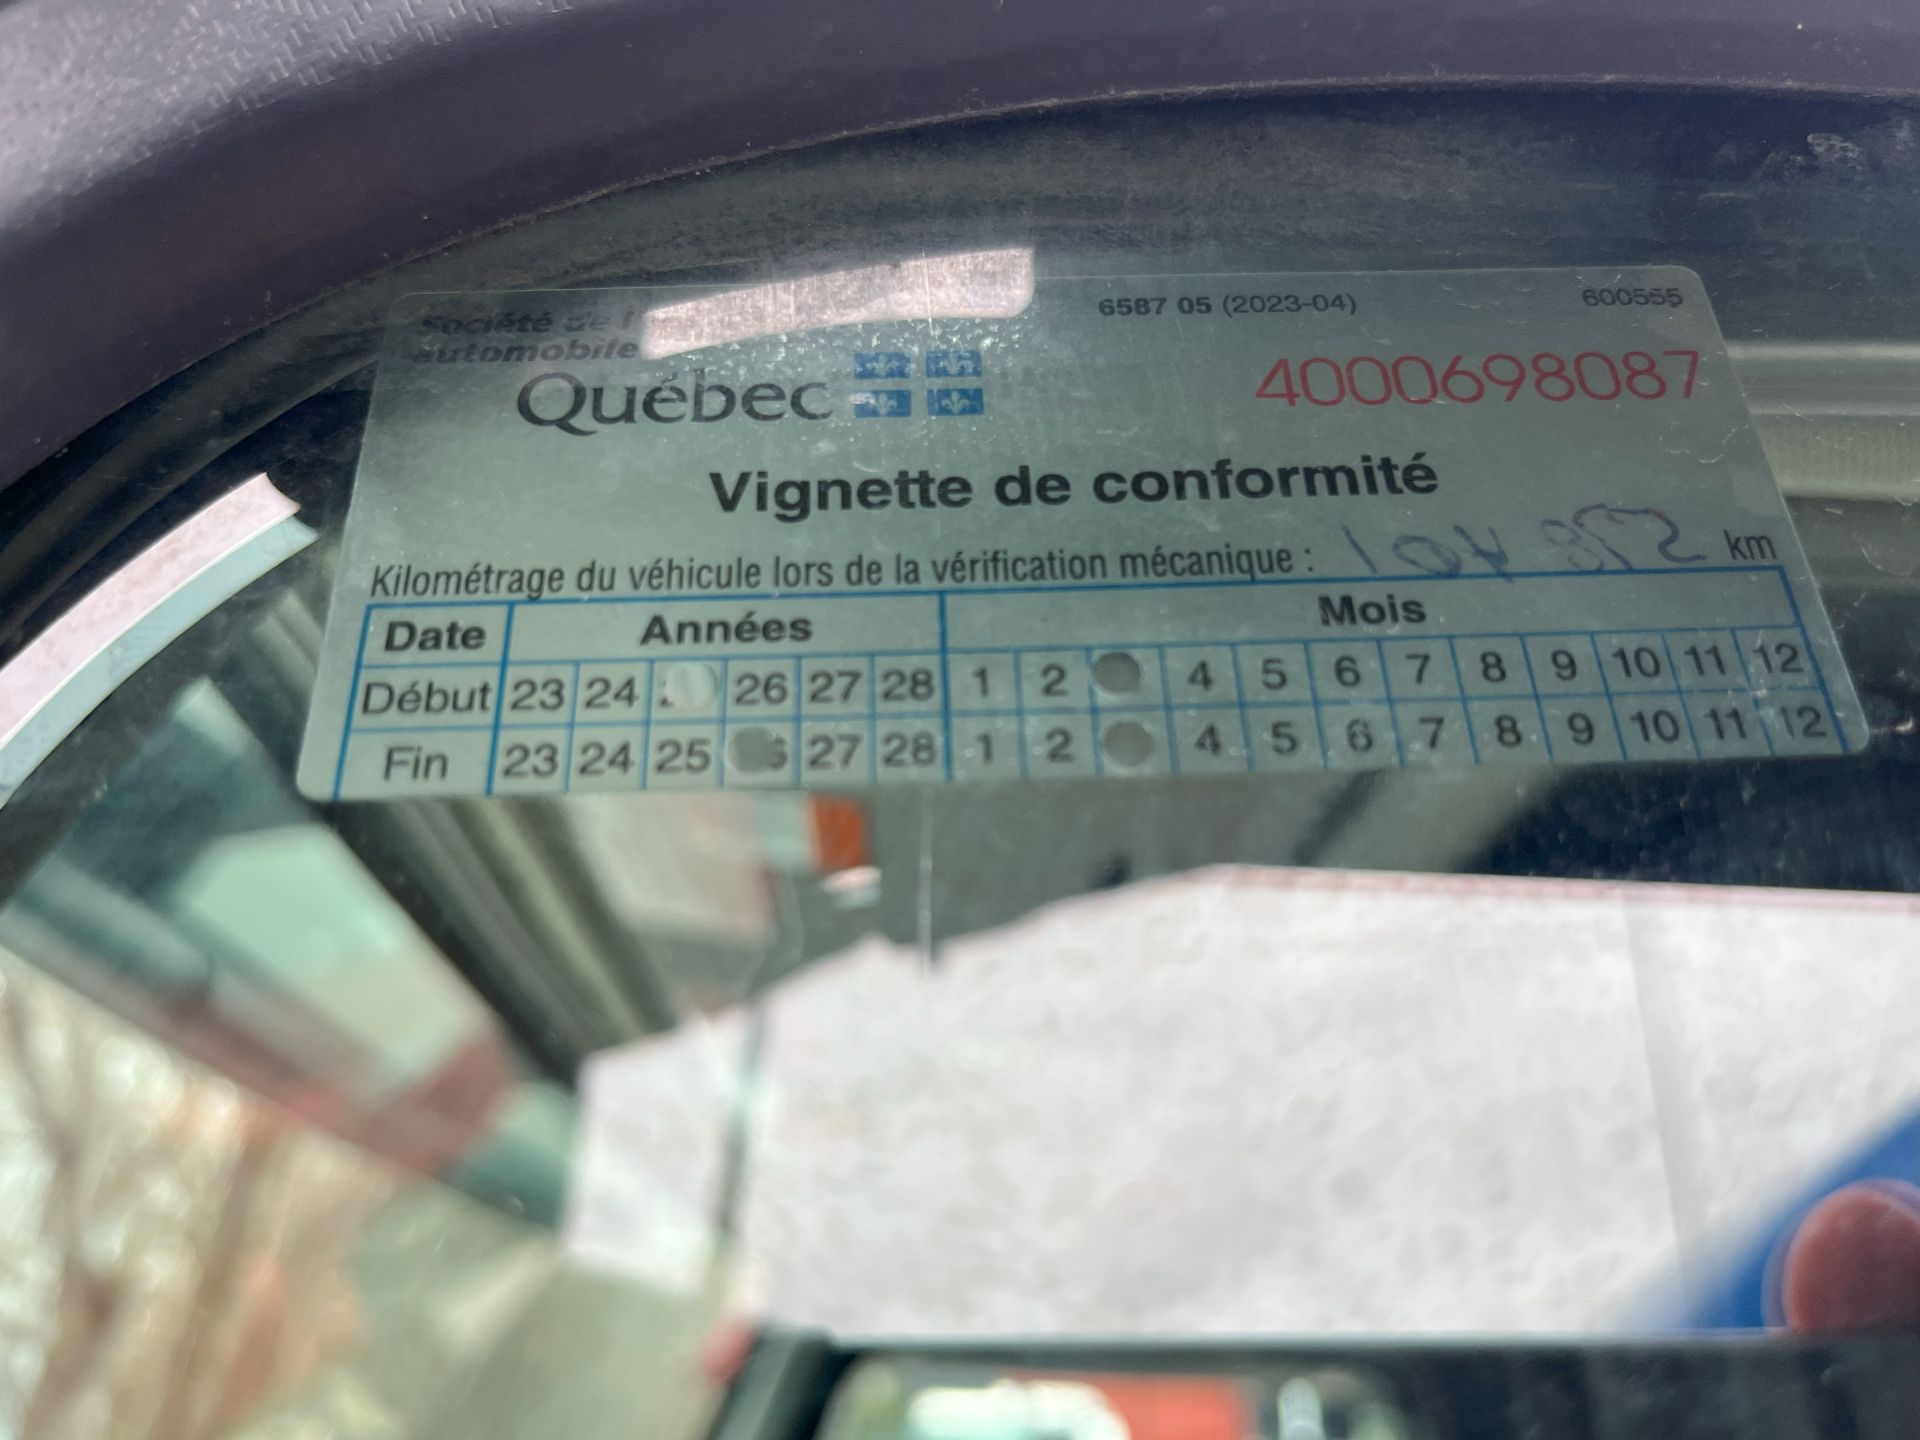 Société de l'
automobile
Québec
6587 05 (2023-04)
600555
4000698087
Vignette de conformité
Kilométrage du véhicule lors de la vérification mécanique : km
Date Années Mois
Début 23 24 26 27 28 1 2 4 5 6 7 8 9 10 11 12
Fin 23 24 25 27 28 1 2 4 5 6 7 8 9 10 11 12